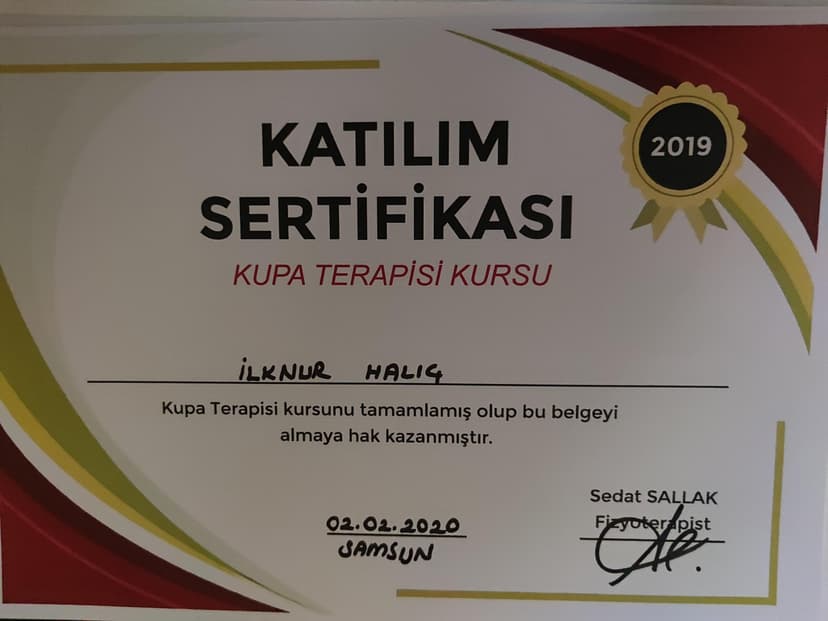 KATILIM
SERTİFİKASI
2019
KUPA TERAPİSİ KURSU
İLKNUR HALIÇ
Kupa Terapisi kursunu tamamlamış olup bu belgeyi
almaya hak kazanmıştır.
Sedat SALLAK
Fizyoterapist
02.02.2020
SAMSUN